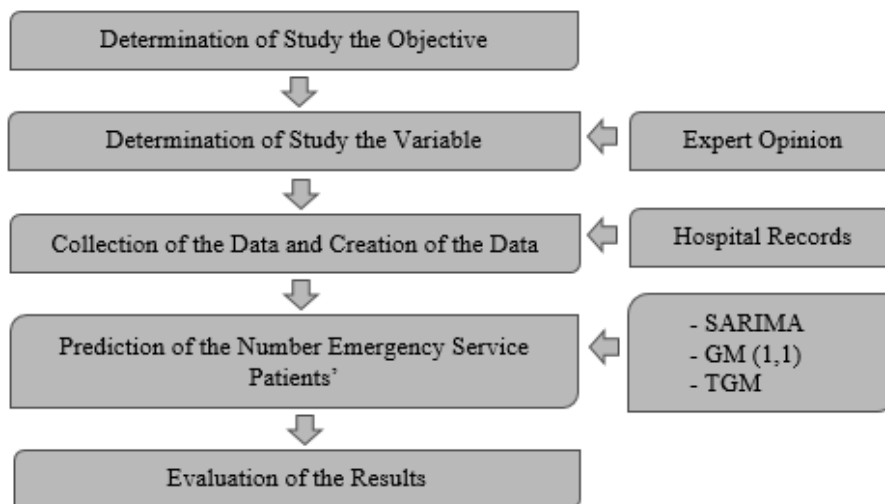 Determination of Study the Objective
Determination of Study the Variable
Expert Opinion
Collection of the Data and Creation of the Data
Hospital Records
Prediction of the Number Emergency Service
Patients’
- SARIMA
- GM (1,1)
- TGM
Evaluation of the Results